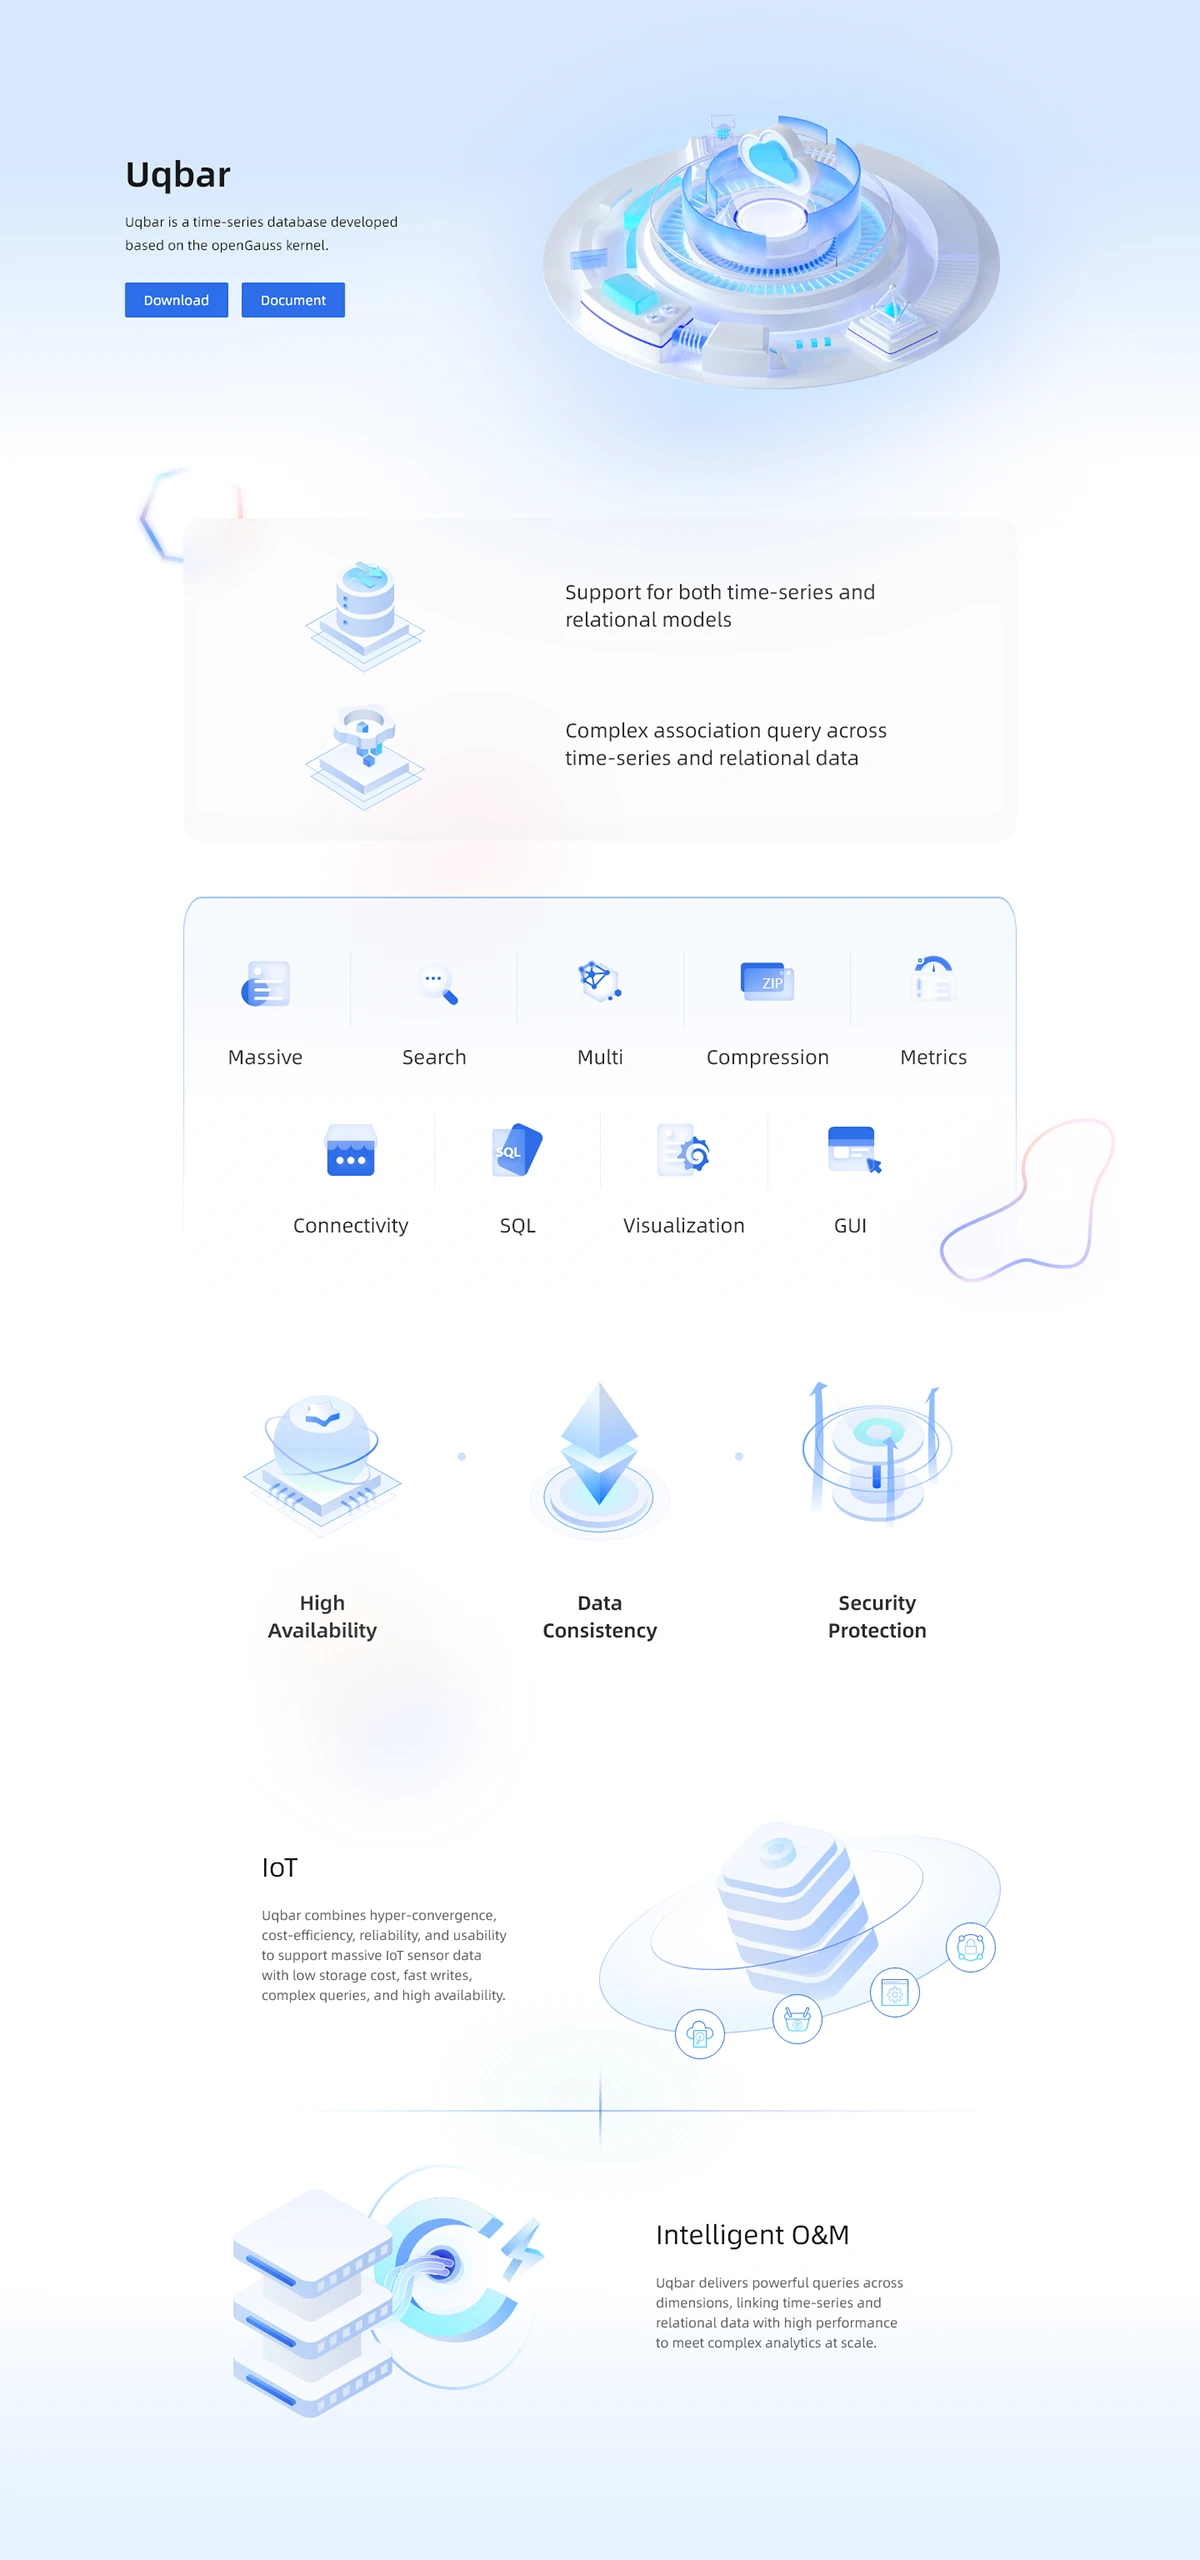 Uqbar
Uqbar is a time-series database developed
based on the openGauss kernel.
Download
Document
Support for both time-series and
relational models
Complex association query across
time-series and relational data
ZIP
Massive
Search
Multi
Compression
Metrics
SQL
Connectivity
SQL
Visualization
GUI
High
Availability
Data
Consistency
Security
Protection
IoT
Uqbar combines hyper-convergence,
cost-efficiency, reliability, and usability
to support massive IoT sensor data
with low storage cost, fast writes,
complex queries, and high availability.
Intelligent O&M
Uqbar delivers powerful queries across
dimensions, linking time-series and
relational data with high performance
to meet complex analytics at scale.